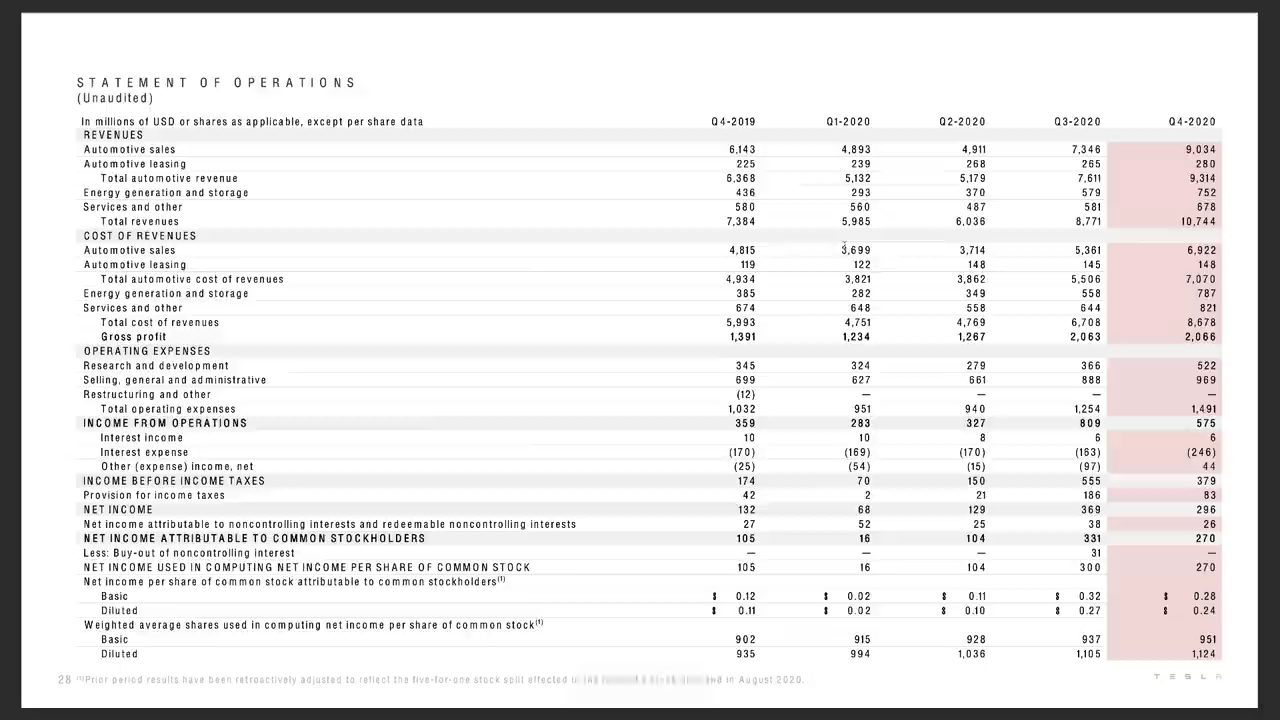 STATEMENT OF OPERATIONS
(Unaudited)
In millions of USD or shares as applicable, except per share data Q4-2019 Q1-2020 Q2-2020 Q3-2020 Q4-2020
REVENUES
Automotive sales 6,143 4,893 4,911 7,346 9,034
Automotive leasing 225 239 268 265 280
Total automotive revenue 6,368 5,132 5,179 7,611 9,314
Energy generation and storage 436 293 370 579 752
Services and other 580 560 487 581 678
Total revenues 7,384 5,985 6,036 8,771 10,744
COST OF REVENUES
Automotive sales 4,815 3,699 3,714 5,361 6,922
Automotive leasing 119 122 148 145 148
Total automotive cost of revenues 4,934 3,821 3,862 5,506 7,070
Energy generation and storage 385 282 349 558 787
Services and other 674 648 558 644 821
Total cost of revenues 5,993 4,751 4,769 6,708 8,678
Gross profit 1,391 1,234 1,267 2,063 2,066
OPERATING EXPENSES
Research and development 345 324 279 366 522
Selling, general and administrative 699 627 661 888 969
Restructuring and other (12) — — — —
Total operating expenses 1,032 951 940 1,254 1,491
INCOME FROM OPERATIONS 359 283 327 809 575
Interest income 10 10 8 6 6
Interest expense (170) (169) (170) (163) (246)
Other (expense) income, net (25) (54) (15) (97) 44
INCOME BEFORE INCOME TAXES 174 70 150 555 379
Provision for income taxes 42 2 21 186 83
NET INCOME 132 68 129 369 296
Net income attributable to noncontrolling interests and redeemable noncontrolling interests 27 52 25 38 26
NET INCOME ATTRIBUTABLE TO COMMON STOCKHOLDERS 105 16 104 331 270
Less: Buy-out of noncontrolling interest — — — 31 —
NET INCOME USED IN COMPUTING NET INCOME PER SHARE OF COMMON STOCK 105 16 104 300 270
Net income per share of common stock attributable to common stockholders(1)
Basic $ 0.12 $ 0.02 $ 0.11 $ 0.32 $ 0.28
Diluted $ 0.11 $ 0.02 $ 0.10 $ 0.27 $ 0.24
Weighted average shares used in computing net income per share of common stock(1)
Basic 902 915 928 937 951
Diluted 935 994 1,036 1,105 1,124
28 (1)Prior period results have been retroactively adjusted to reflect the five-for-one stock split effected in August 2020.
TESLA